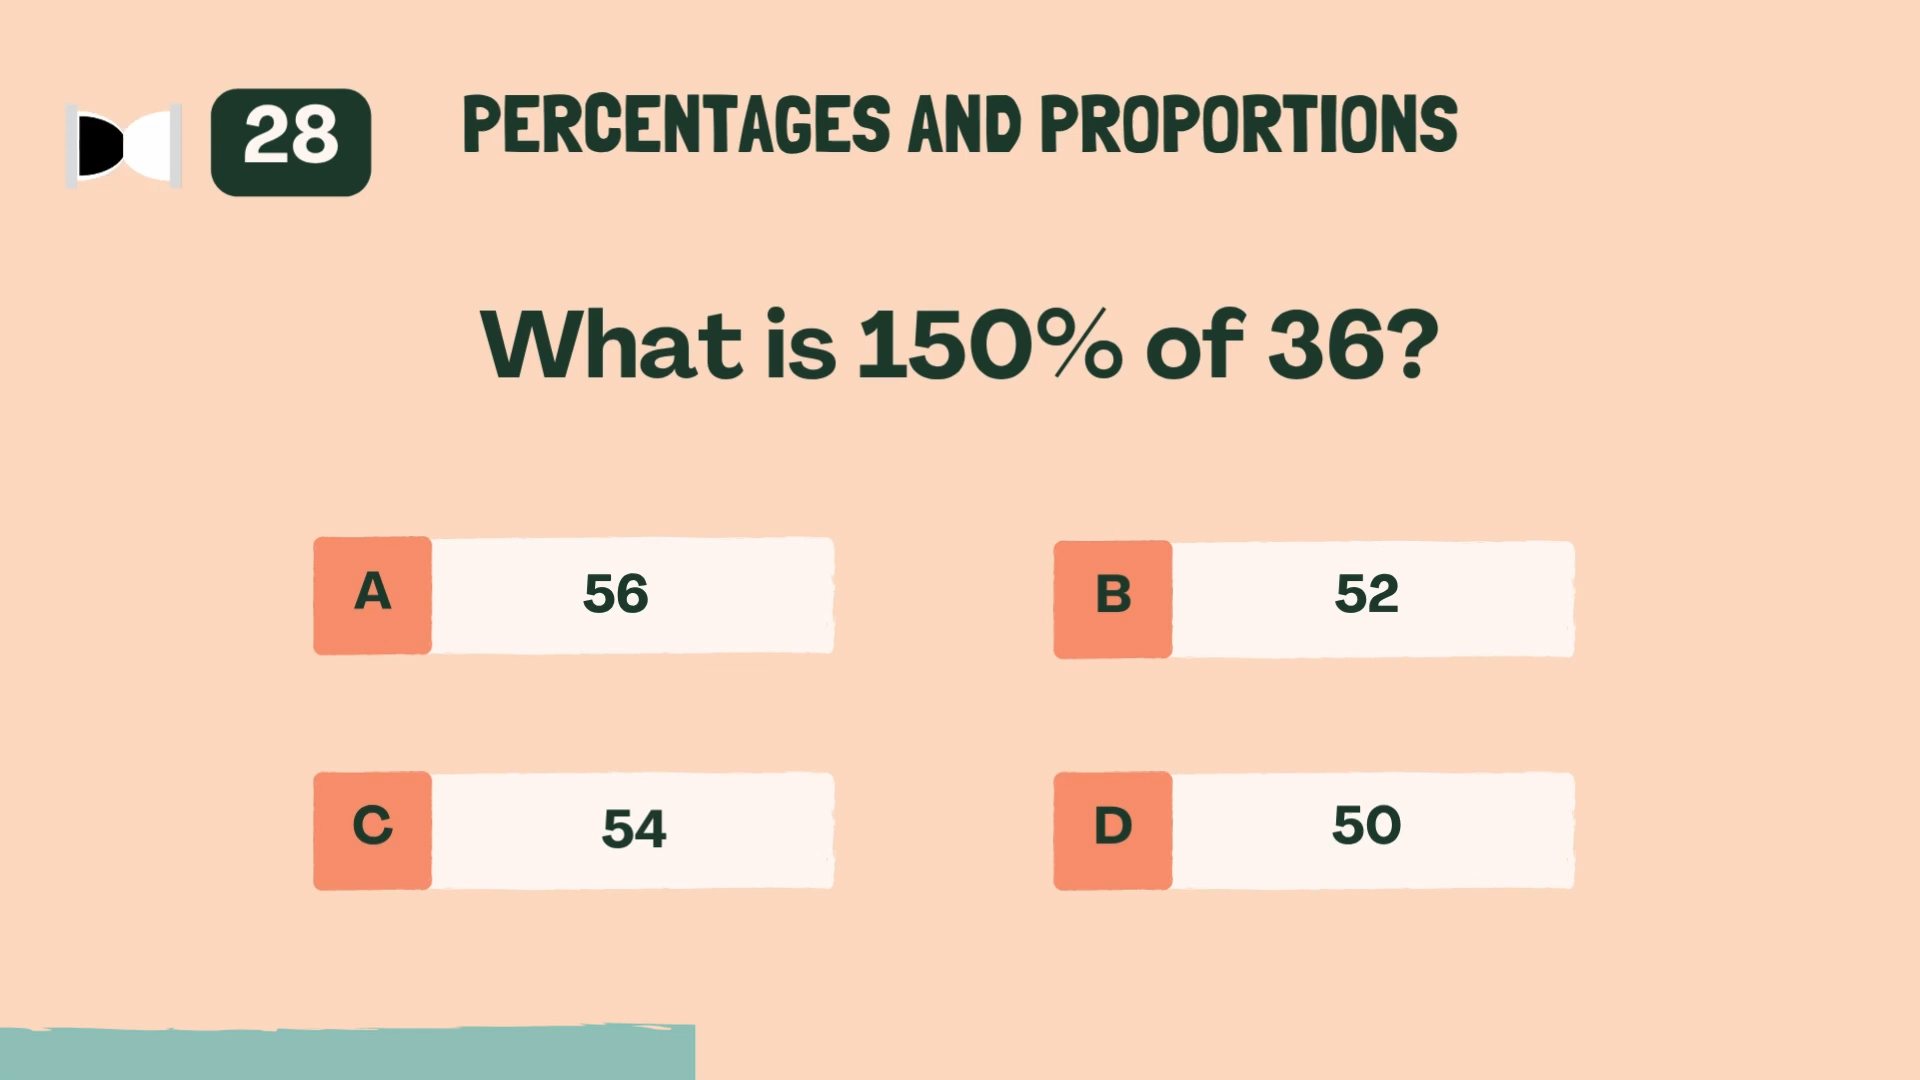 28
PERCENTAGES AND PROPORTIONS
What is 150% of 36?
A 56
B 52
C 54
D 50